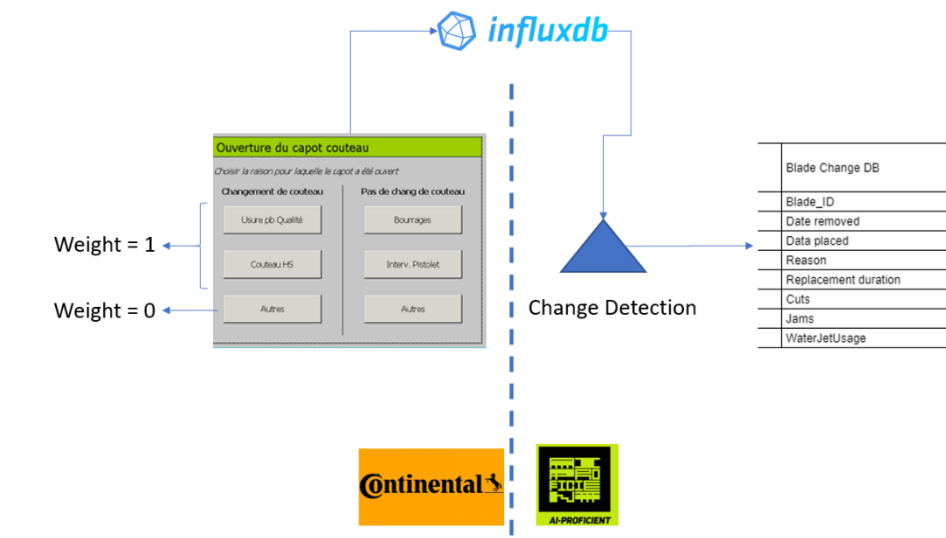 influxdb
Ouverture du capot couteau
Choisir la raison pour laquelle le capot a été ouvert
Changement de couteau
Pas de chang de couteau
Usure pb Qualité
Bourrages
Weight = 1
Couteau HS
Interv. Pistolet
Weight = 0
Autres
Autres
Change Detection
Blade Change DB
Blade_ID
Date removed
Data placed
Reason
Replacement duration
Cuts
Jams
WaterJetUsage
Continental
AI-PROFICIENT